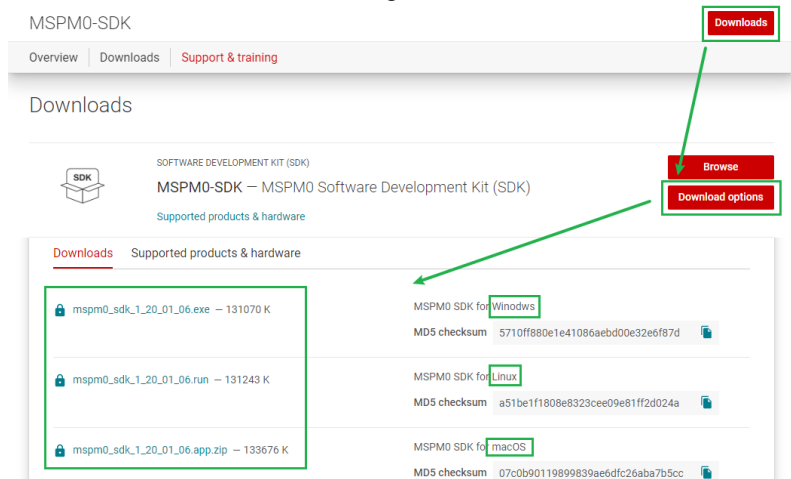 MSPM0-SDK
Downloads
Overview Downloads Support & training
Downloads
SDK
SOFTWARE DEVELOPMENT KIT (SDK)
MSPM0-SDK — MSPM0 Software Development Kit (SDK)
Supported products & hardware
Browse
Download options
Downloads Supported products & hardware
mspm0_sdk_1_20_01_06.exe — 131070 K
MSPM0 SDK for Winodws
MD5 checksum 5710ff880e1e41086aebd00e32e6f87d
mspm0_sdk_1_20_01_06.run — 131243 K
MSPM0 SDK for Linux
MD5 checksum a51be1f1808e8323cee09e81ff2d024a
mspm0_sdk_1_20_01_06.app.zip — 133676 K
MSPM0 SDK for macOS
MD5 checksum 07c0b90119899839ae6dfc26aba7b5cc